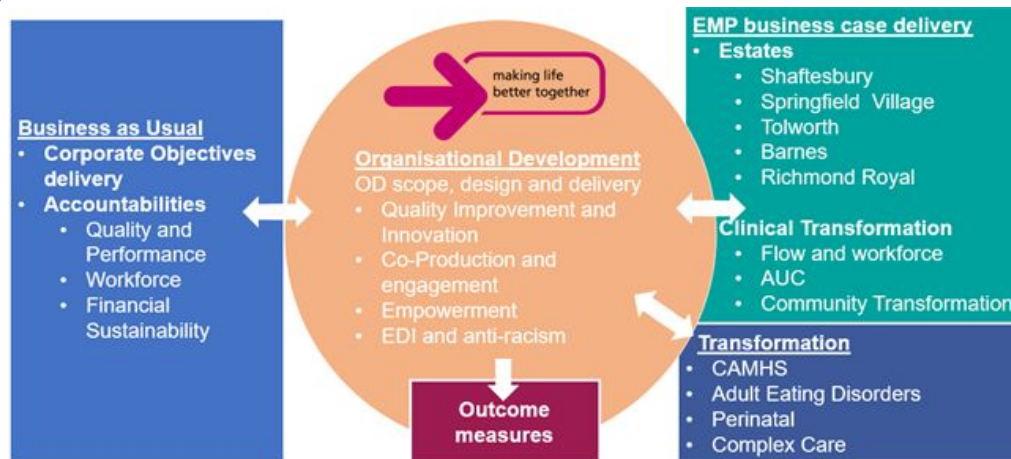 Business as Usual
• Corporate Objectives
delivery
• Accountabilities
• Quality and
Performance
• Workforce
• Financial
Sustainability
making life
better together
Organisational Development
OD scope, design and delivery
• Quality Improvement and
Innovation
• Co-Production and
engagement
• Empowerment
• EDI and anti-racism
Outcome
measures
EMP business case delivery
• Estates
• Shaftesbury
• Springfield Village
• Tolworth
• Barnes
• Richmond Royal
Clinical Transformation
• Flow and workforce
• AUC
• Community Transformation
Transformation
• CAMHS
• Adult Eating Disorders
• Perinatal
• Complex Care